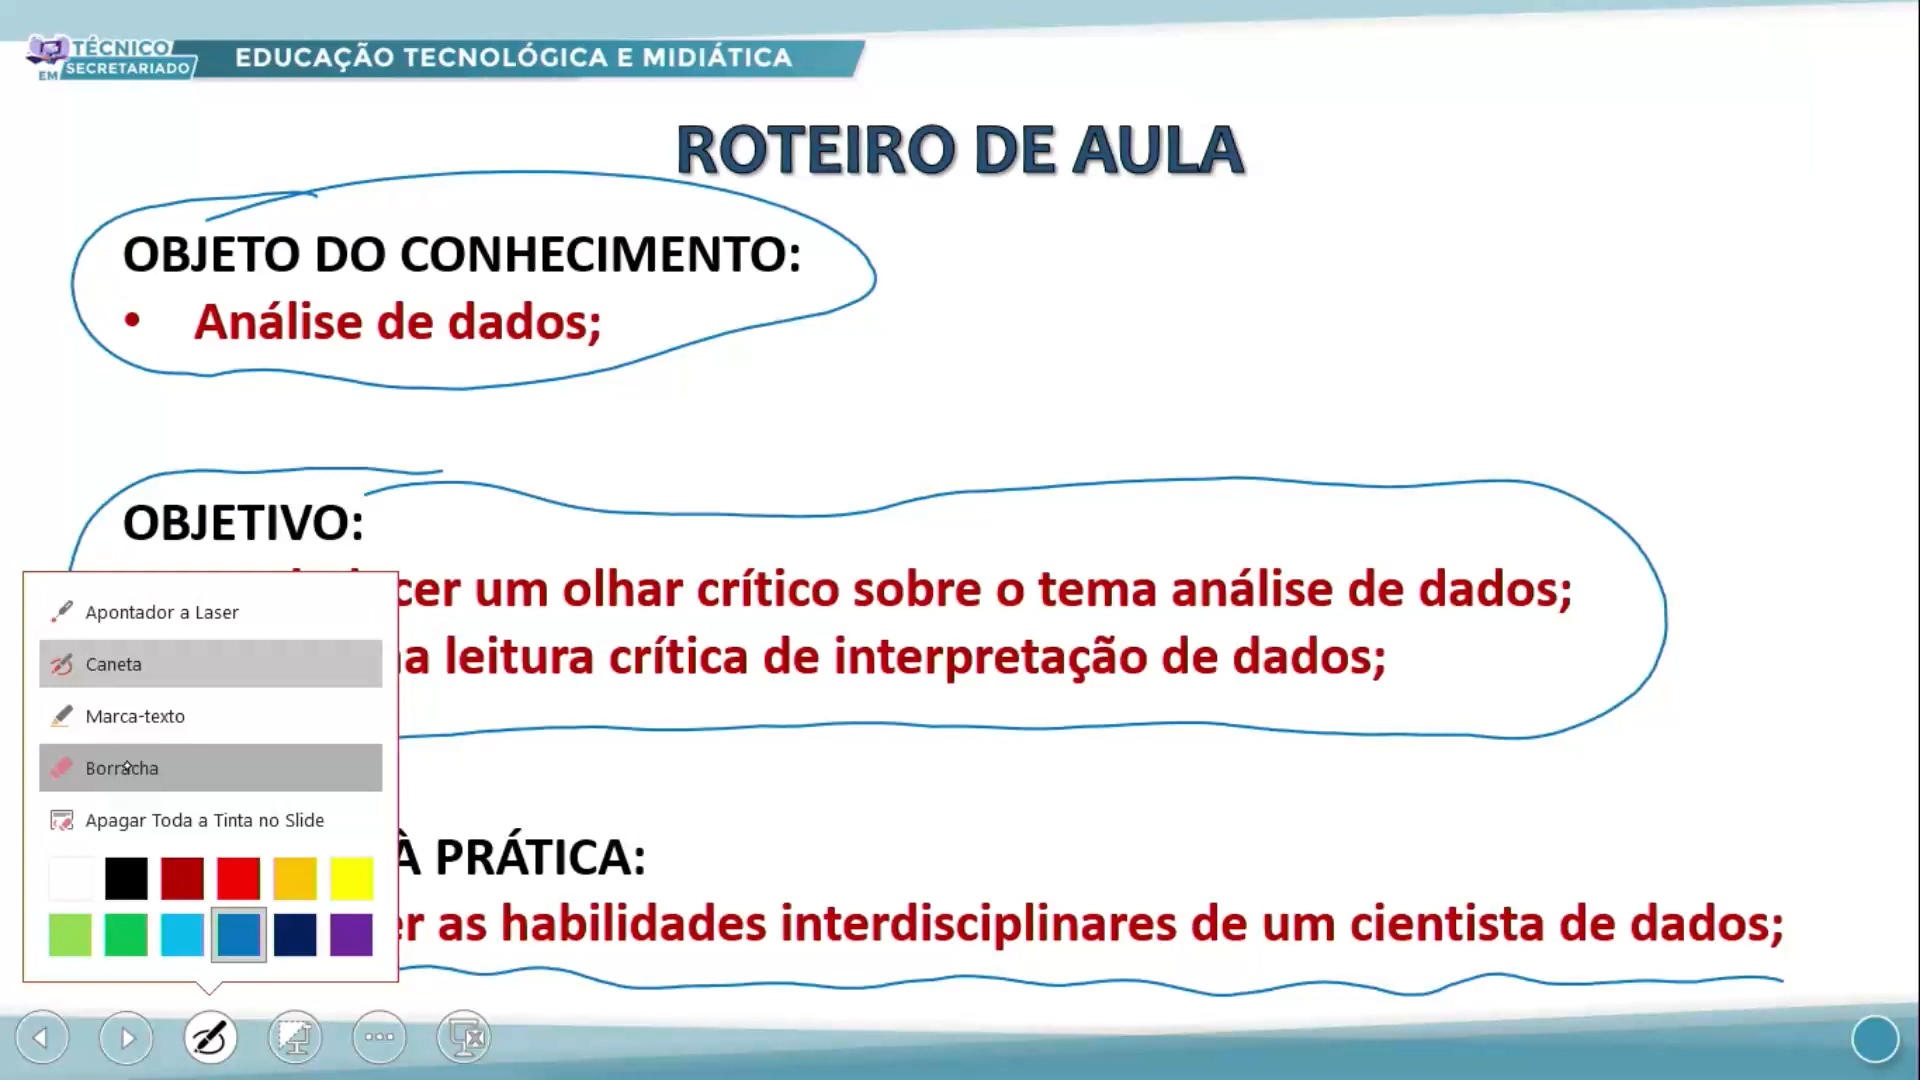 TÉCNICO
EM SECRETARIADO
EDUCAÇÃO TECNOLÓGICA E MIDIÁTICA
ROTEIRO DE AULA
OBJETO DO CONHECIMENTO:
• Análise de dados;
OBJETIVO:
cer um olhar crítico sobre o tema análise de dados;
a leitura crítica de interpretação de dados;
À PRÁTICA:
er as habilidades interdisciplinares de um cientista de dados;
Apontador a Laser
Caneta
Marca-texto
Borracha
Apagar Toda a Tinta no Slide